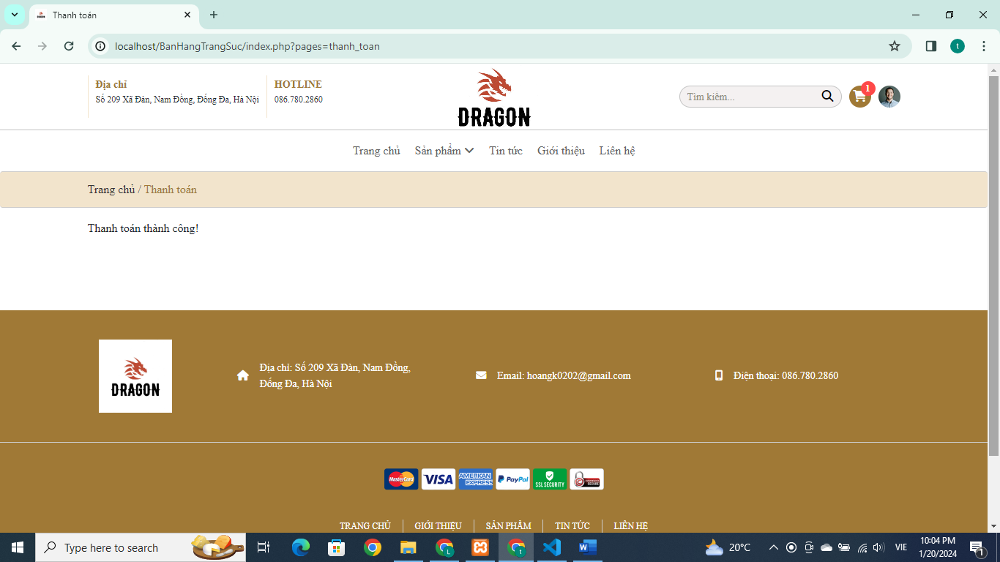 Thanh toán
localhost/BanHangTrangSuc/index.php?pages=thanh_toan
t
Địa chỉ
Số 209 Xã Đàn, Nam Đồng, Đống Đa, Hà Nội
HOTLINE
086.780.2860
DRAGON
Tìm kiếm...
1
Trang chủ Sản phẩm Tin tức Giới thiệu Liên hệ
Trang chủ / Thanh toán
Thanh toán thành công!
DRAGON
Địa chỉ: Số 209 Xã Đàn, Nam Đồng,
Đống Đa, Hà Nội
Email: hoangk0202@gmail.com
Điện thoại: 086.780.2860
MasterCard VISA AMERICAN EXPRESS PayPal SSL SECURITY
TRANG CHỦ GIỚI THIỆU SẢN PHẨM TIN TỨC LIÊN HỆ
Type here to search
20°C
VIE
10:04 PM
1/20/2024
1